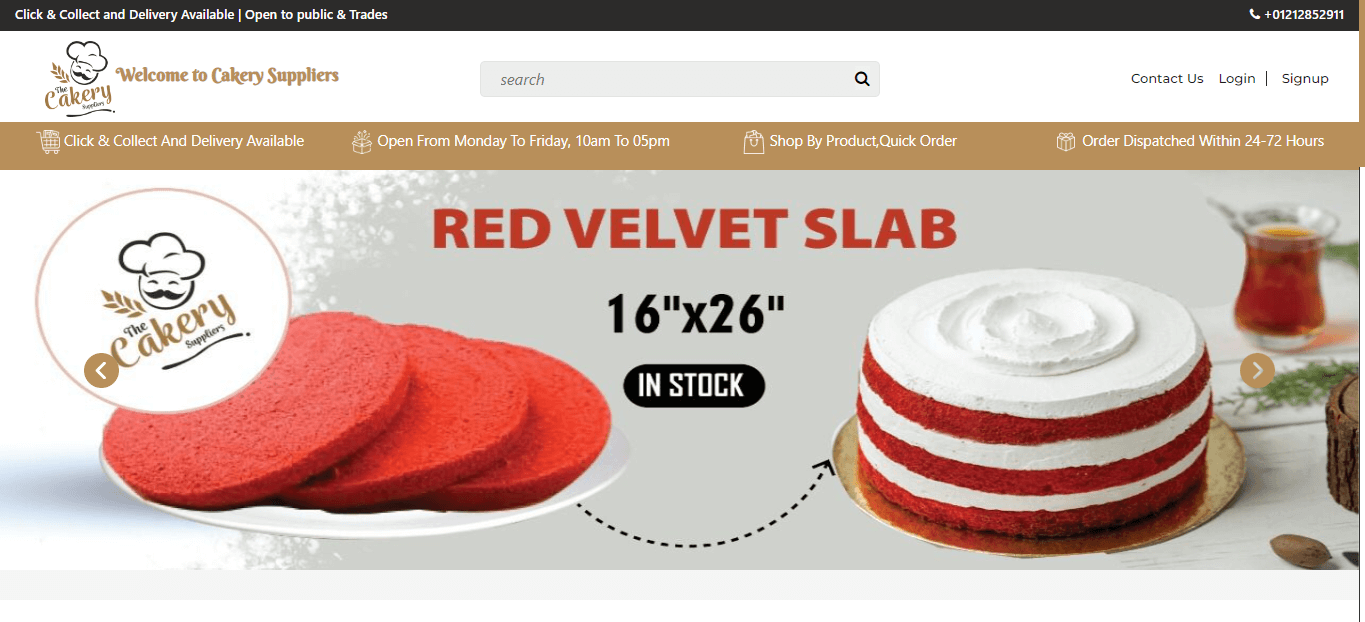 Click & Collect and Delivery Available | Open to public & Trades
+01212852911
The
Cakery
Suppliers
Welcome to Cakery Suppliers
search
Contact Us Login | Signup
Click & Collect And Delivery Available
Open From Monday To Friday, 10am To 05pm
Shop By Product,Quick Order
Order Dispatched Within 24-72 Hours
RED VELVET SLAB
16"x26"
IN STOCK
The
Cakery
Suppliers